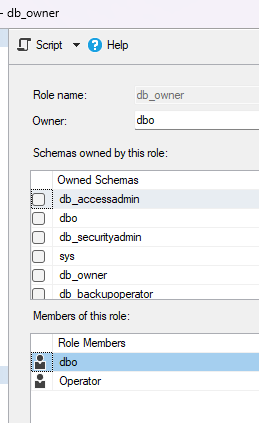 - db_owner
Script Help
Role name: db_owner
Owner: dbo
Schemas owned by this role:
Owned Schemas
db_accessadmin
dbo
db_securityadmin
sys
db_owner
db_backupoperator
Members of this role:
Role Members
dbo
Operator